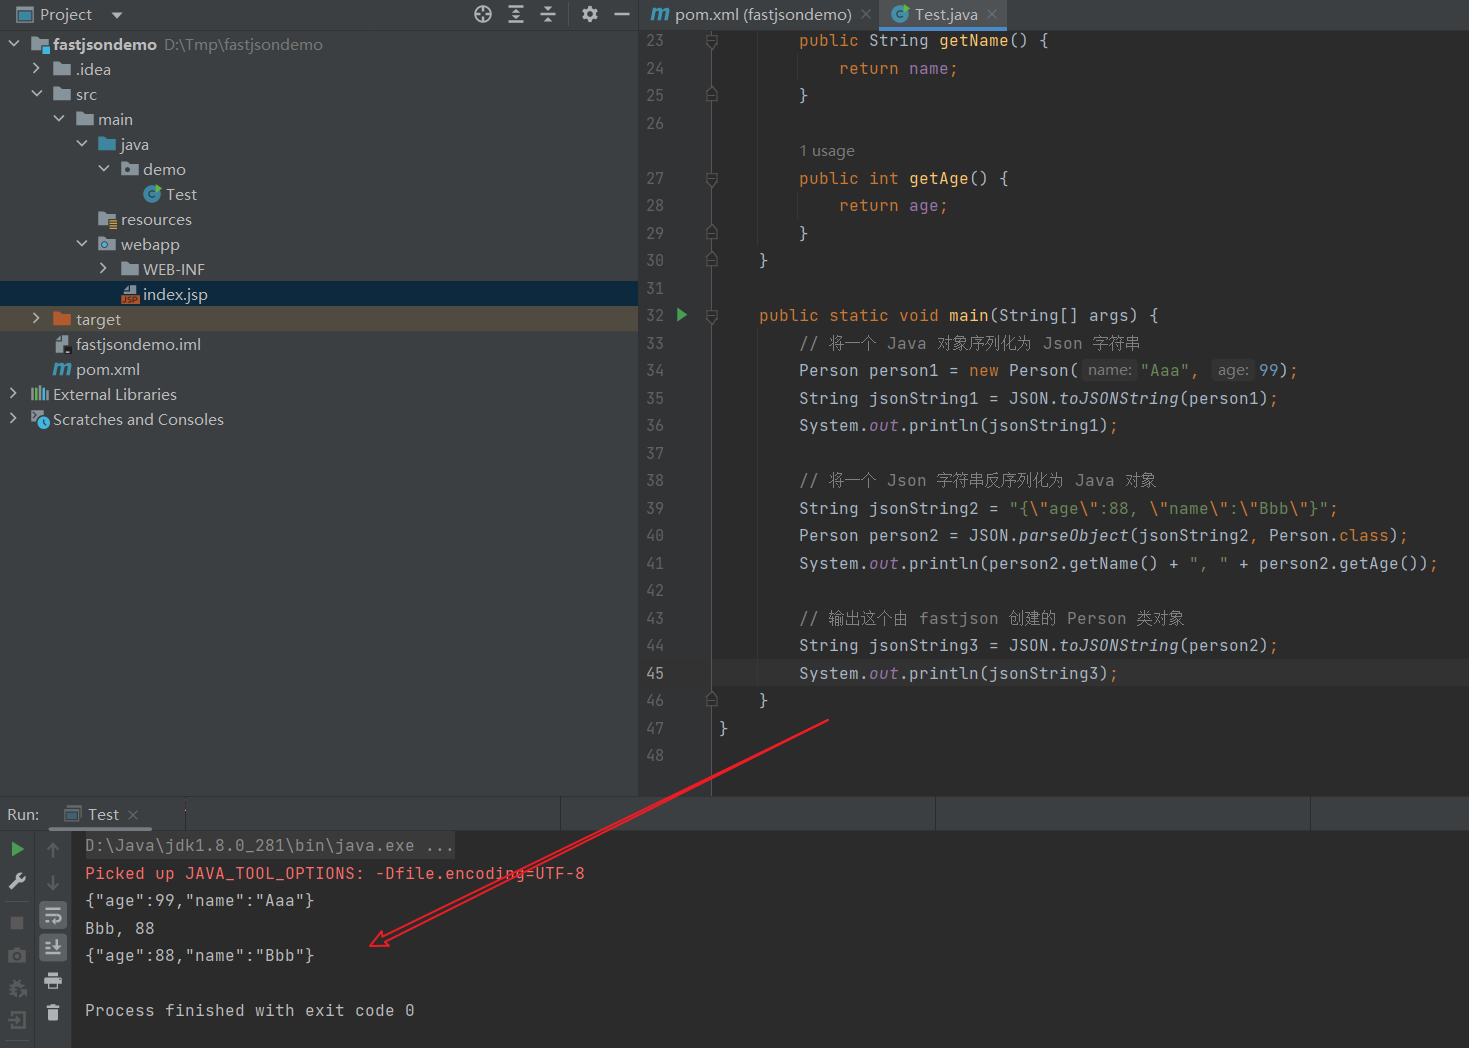 Project
fastjsondemo D:\Tmp\fastjsondemo
.idea
src
main
java
demo
Test
resources
webapp
WEB-INF
JSP index.jsp
target
fastjsondemo.iml
m pom.xml
External Libraries
Scratches and Consoles
m pom.xml (fastjsondemo) × C Test.java ×
23 public String getName() {
24 return name;
25 }
26
1 usage
27 public int getAge() {
28 return age;
29 }
30 }
31
32 public static void main(String[] args) {
33 // 将一个 Java 对象序列化为 Json 字符串
34 Person person1 = new Person( name: "Aaa", age: 99);
35 String jsonString1 = JSON.toJSONString(person1);
36 System.out.println(jsonString1);
37
38 // 将一个 Json 字符串反序列化为 Java 对象
39 String jsonString2 = "{\"age\":88, \"name\":\"Bbb\"}";
40 Person person2 = JSON.parseObject(jsonString2, Person.class);
41 System.out.println(person2.getName() + ", " + person2.getAge());
42
43 // 输出这个由 fastjson 创建的 Person 类对象
44 String jsonString3 = JSON.toJSONString(person2);
45 System.out.println(jsonString3);
46 }
47 }
48
Run: Test ×
D:\Java\jdk1.8.0_281\bin\java.exe ...
Picked up JAVA_TOOL_OPTIONS: -Dfile.encoding=UTF-8
{"age":99,"name":"Aaa"}
Bbb, 88
{"age":88,"name":"Bbb"}
Process finished with exit code 0